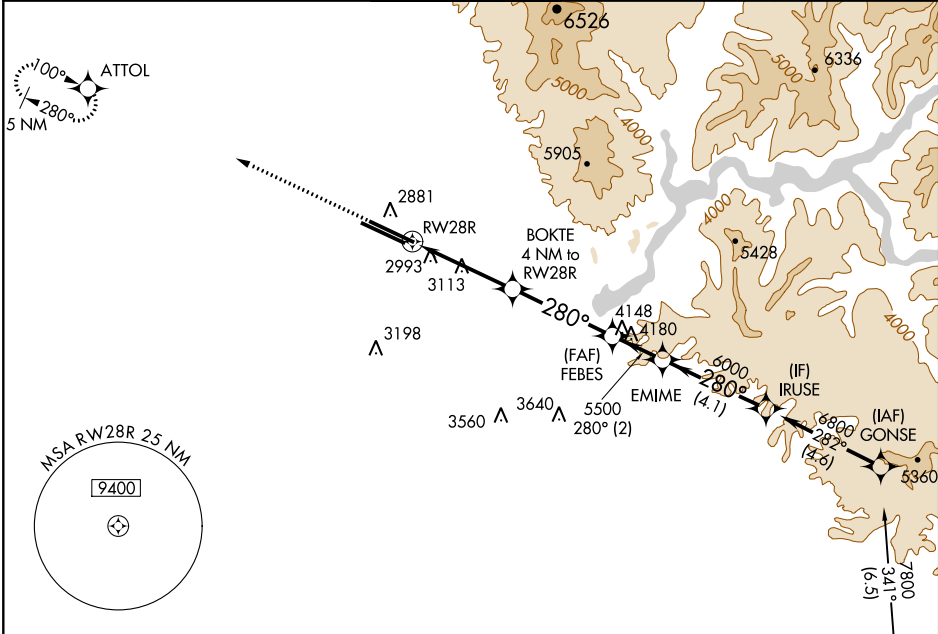 6526
6336
5000
5000
4000
5905
100°
ATTOL
280°
5 NM
2881
RW28R
2993
3113
BOKTE
4 NM to
RW28R
4000
5428
4000
280°
4148
4180
3198
(FAF)
FEBES
EMIME
5500
280° (2)
6000
280°
(4.1)
(IF)
IRUSE
3560
3640
6800
282°
(4.6)
(IAF)
GONSE
5360
MSA RW28R 25 NM
9400
7800
341°
(6.5)